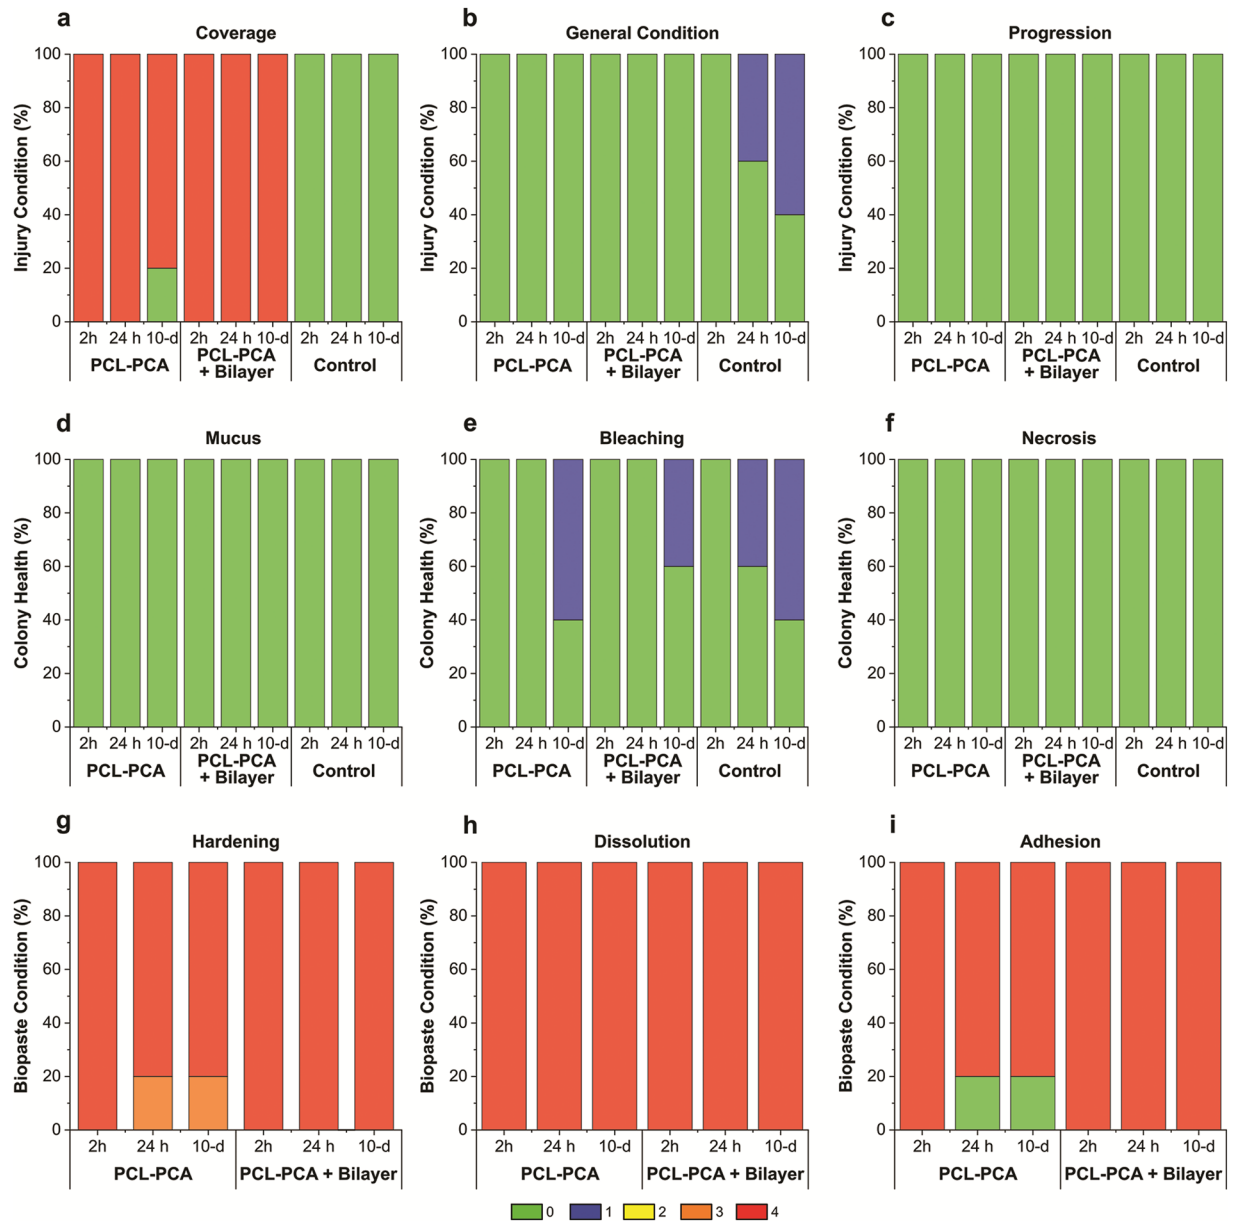 a b c
Coverage General Condition Progression
Injury Condition (%) Injury Condition (%) Injury Condition (%)
100 100 100
80 80 80
60 60 60
40 40 40
20 20 20
0 0 0
2h 24 h 10-d 2h 24 h 10-d 2h 24 h 10-d 2h 24 h 10-d 2h 24 h 10-d 2h 24 h 10-d 2h 24 h 10-d 2h 24 h 10-d 2h 24 h 10-d
PCL-PCA PCL-PCA + Bilayer Control PCL-PCA PCL-PCA + Bilayer Control PCL-PCA PCL-PCA + Bilayer Control
d e f
Mucus Bleaching Necrosis
Colony Health (%) Colony Health (%) Colony Health (%)
100 100 100
80 80 80
60 60 60
40 40 40
20 20 20
0 0 0
2h 24 h 10-d 2h 24 h 10-d 2h 24 h 10-d 2h 24 h 10-d 2h 24 h 10-d 2h 24 h 10-d 2h 24 h 10-d 2h 24 h 10-d 2h 24 h 10-d
PCL-PCA PCL-PCA + Bilayer Control PCL-PCA PCL-PCA + Bilayer Control PCL-PCA PCL-PCA + Bilayer Control
g h i
Hardening Dissolution Adhesion
Biopaste Condition (%) Biopaste Condition (%) Biopaste Condition (%)
100 100 100
80 80 80
60 60 60
40 40 40
20 20 20
0 0 0
2h 24 h 10-d 2h 24 h 10-d 2h 24 h 10-d 2h 24 h 10-d 2h 24 h 10-d 2h 24 h 10-d
PCL-PCA PCL-PCA + Bilayer PCL-PCA PCL-PCA + Bilayer PCL-PCA PCL-PCA + Bilayer
0 1 2 3 4